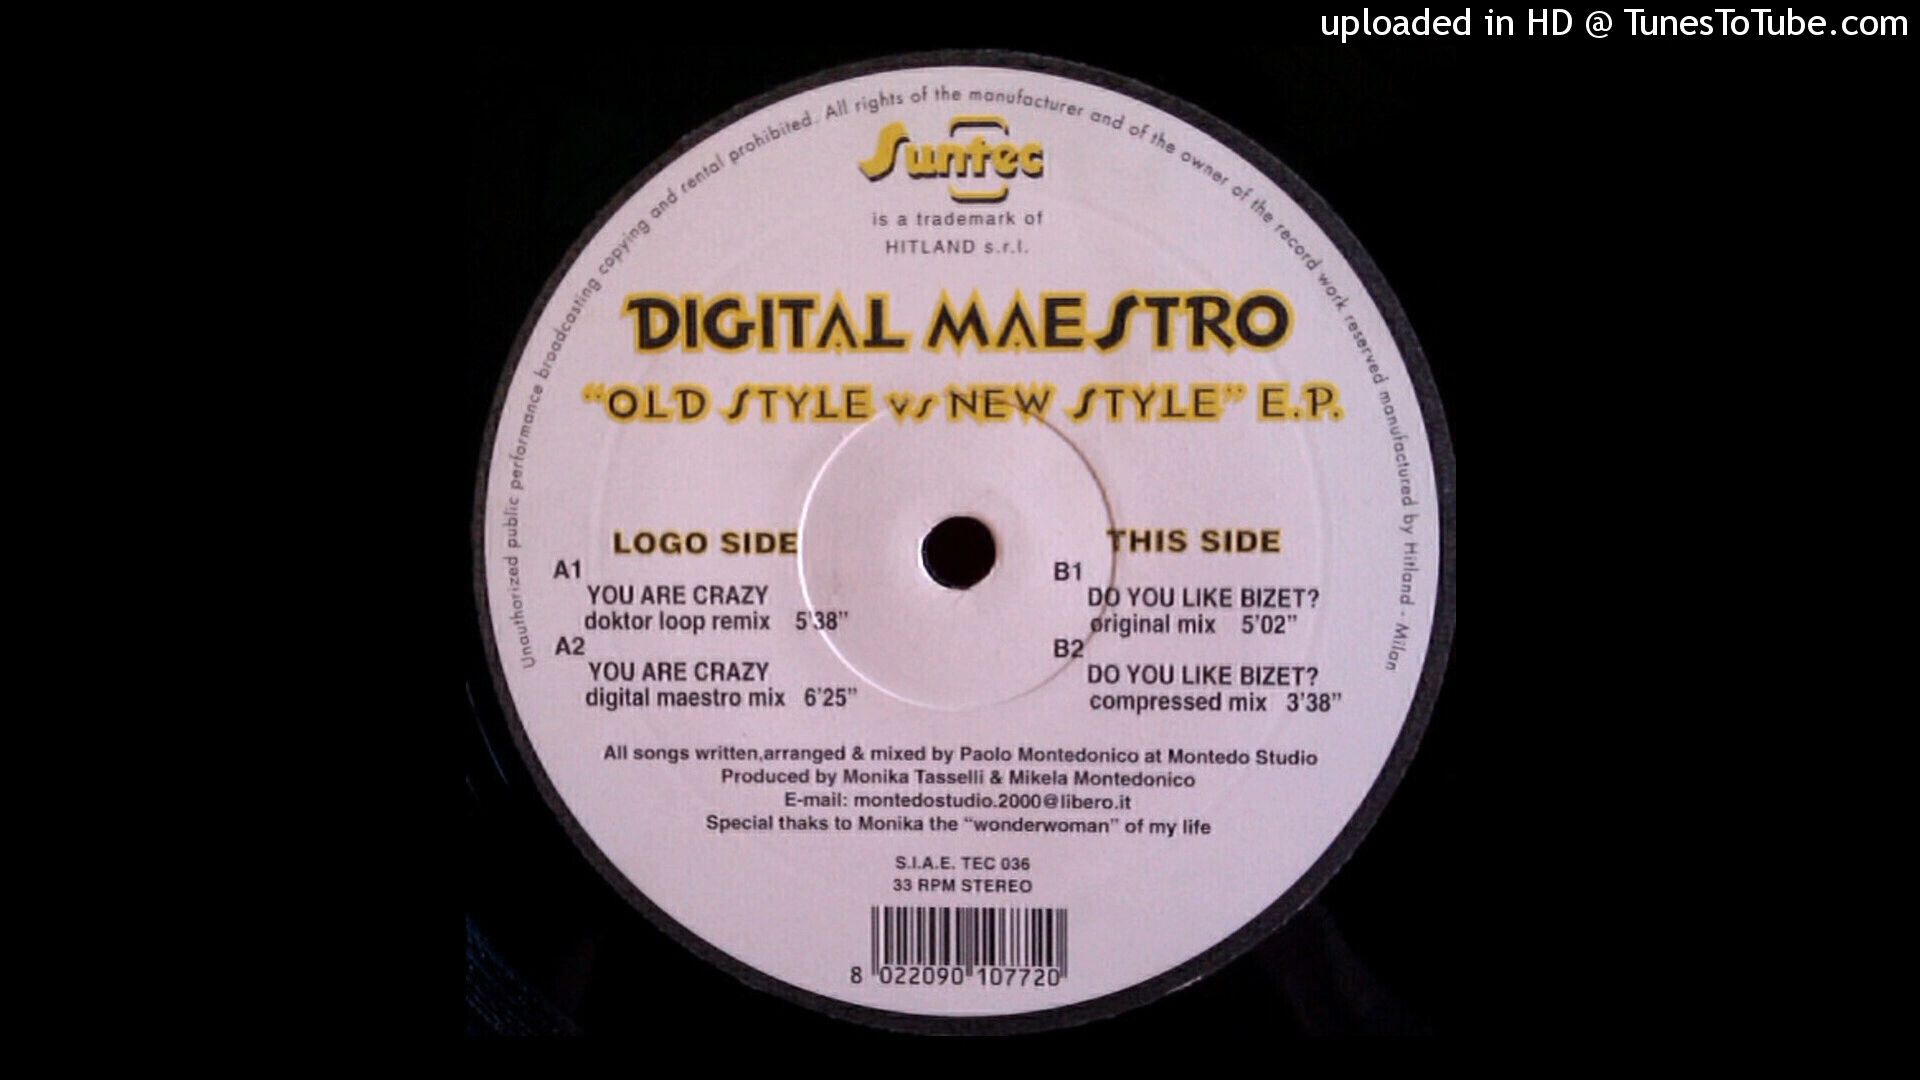 uploaded in HD @ TunesToTube.com
Unauthorized public performance broadcasting copying and rental prohibited. All rights of the manufacturer and of the owner of the record work reserved manufactured by Hitland - Milan
Suntec
is a trademark of
HITLAND s.r.l.
DIGITAL MAESTRO
“OLD STYLE vs NEW STYLE” E.P.
LOGO SIDE
A1
YOU ARE CRAZY
doktor loop remix 5'38”
A2
YOU ARE CRAZY
digital maestro mix 6'25”
THIS SIDE
B1
DO YOU LIKE BIZET?
original mix 5'02”
B2
DO YOU LIKE BIZET?
compressed mix 3'38”
All songs written,arranged & mixed by Paolo Montedonico at Montedo Studio
Produced by Monika Tasselli & Mikela Montedonico
E-mail: montedostudio.2000@libero.it
Special thaks to Monika the “wonderwoman” of my life
S.I.A.E. TEC 036
33 RPM STEREO
8 022090 107720